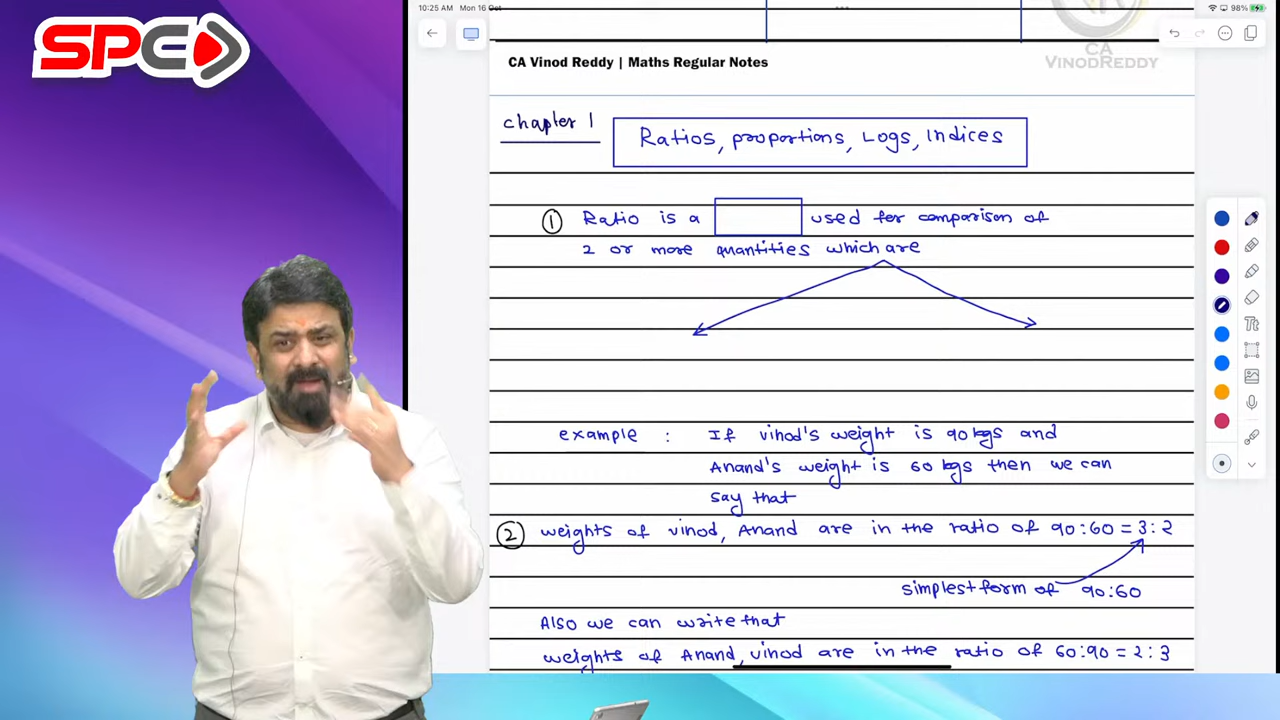 10:25 AM Mon 16 Oct
98%
SPC
CA
VINODREDDY
CA Vinod Reddy | Maths Regular Notes
chapter 1
Ratios, proportions, Logs, Indices
1 Ratio is a used for comparison of
2 or more quantities which are
example : If vinod's weight is 90 kgs and
Anand's weight is 60 kgs then we can
say that
2 weights of vinod, Anand are in the ratio of 90:60 = 3:2
simplest form of 90:60
Also we can write that
weights of Anand, vinod are in the ratio of 60:90 = 2:3
Tt